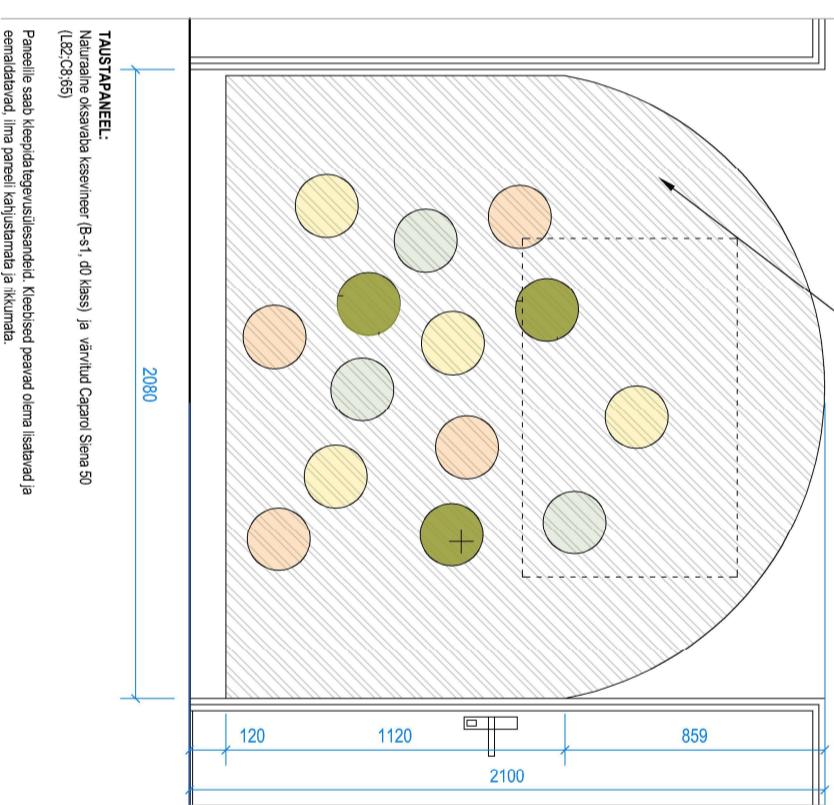 TAUSTAPANEEL:
Naturaalne oksavaba kasevineer (B-s1, d0 klass) ja värvitud Caparol Siena 50
(L82;C8;65)
Paneelile saab kleepida tegevusülesandeid. Kleebised peavad olema lisatavad ja
eemaldatavad, ilma paneeli kahjustamata ja rikkumata.
2080
120
1120
859
2100